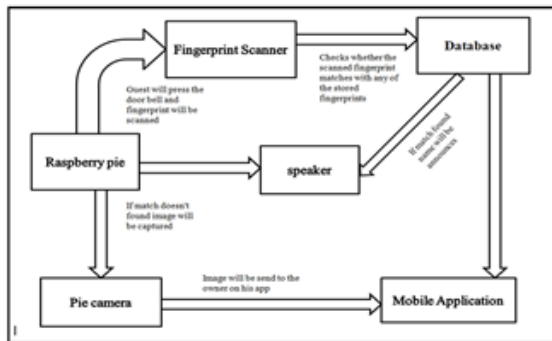 Fingerprint Scanner
Database
Checks whether the
scanned fingerprint
matches with any of
the stored
fingerprints
Guest will press the
door bell and
fingerprint will be
scanned
If match found
name will be
announces
Raspberry pie
speaker
If match doesn't
found image will
be captured
Image will be send to the
owner on his app
Pie camera
Mobile Application